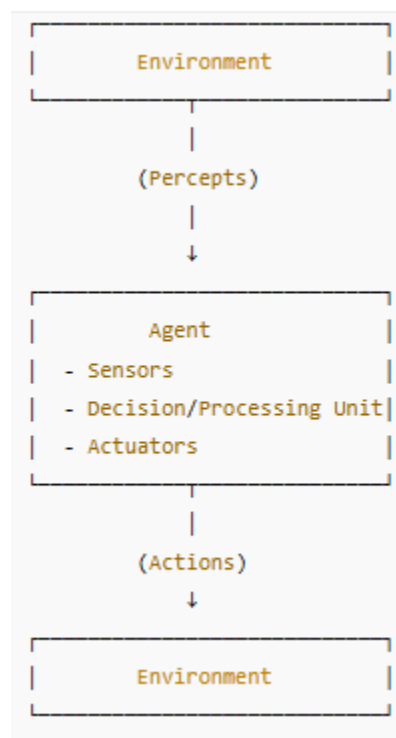 Environment
(Percepts)
↓
Agent
- Sensors
- Decision/Processing Unit
- Actuators
(Actions)
↓
Environment